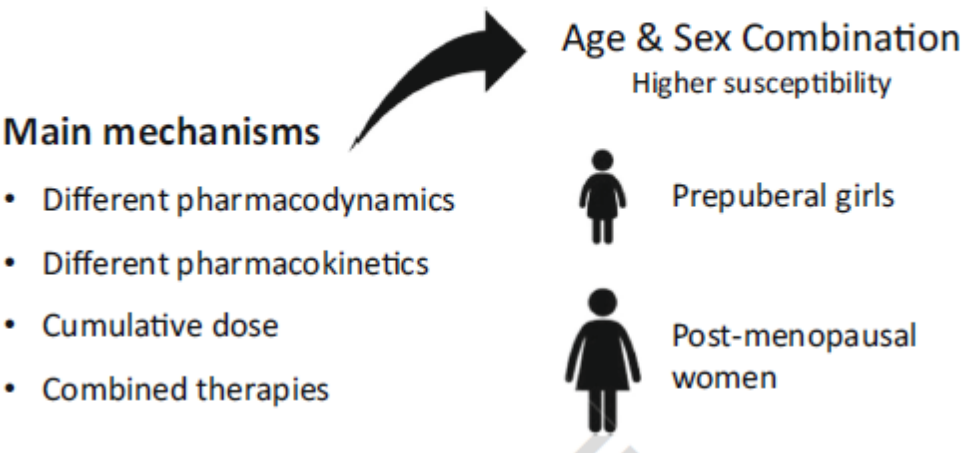 Age & Sex Combination
Higher susceptibility
Main mechanisms
• Different pharmacodynamics
• Different pharmacokinetics
• Cumulative dose
• Combined therapies
Prepuberal girls
Post-menopausal
women